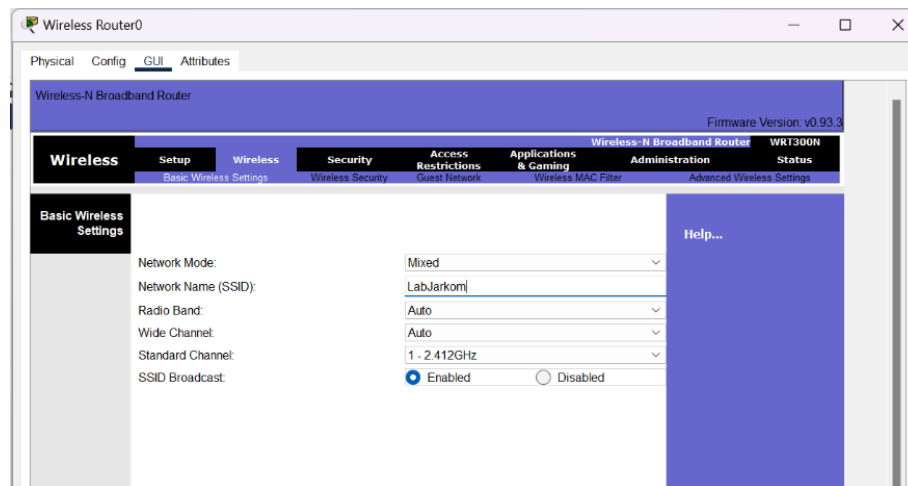 Wireless Router0
Physical Config GUI Attributes
Wireless-N Broadband Router
Firmware Version: v0.93.3
Wireless-N Broadband Router WRT300N
Wireless
Setup Wireless Security Access Restrictions Applications & Gaming Administration Status
Basic Wireless Settings Wireless Security Guest Network Wireless MAC Filter Advanced Wireless Settings
Basic Wireless
Settings
Help...
Network Mode: Mixed
Network Name (SSID): LabJarkom
Radio Band: Auto
Wide Channel: Auto
Standard Channel: 1 - 2.412GHz
SSID Broadcast: Enabled Disabled